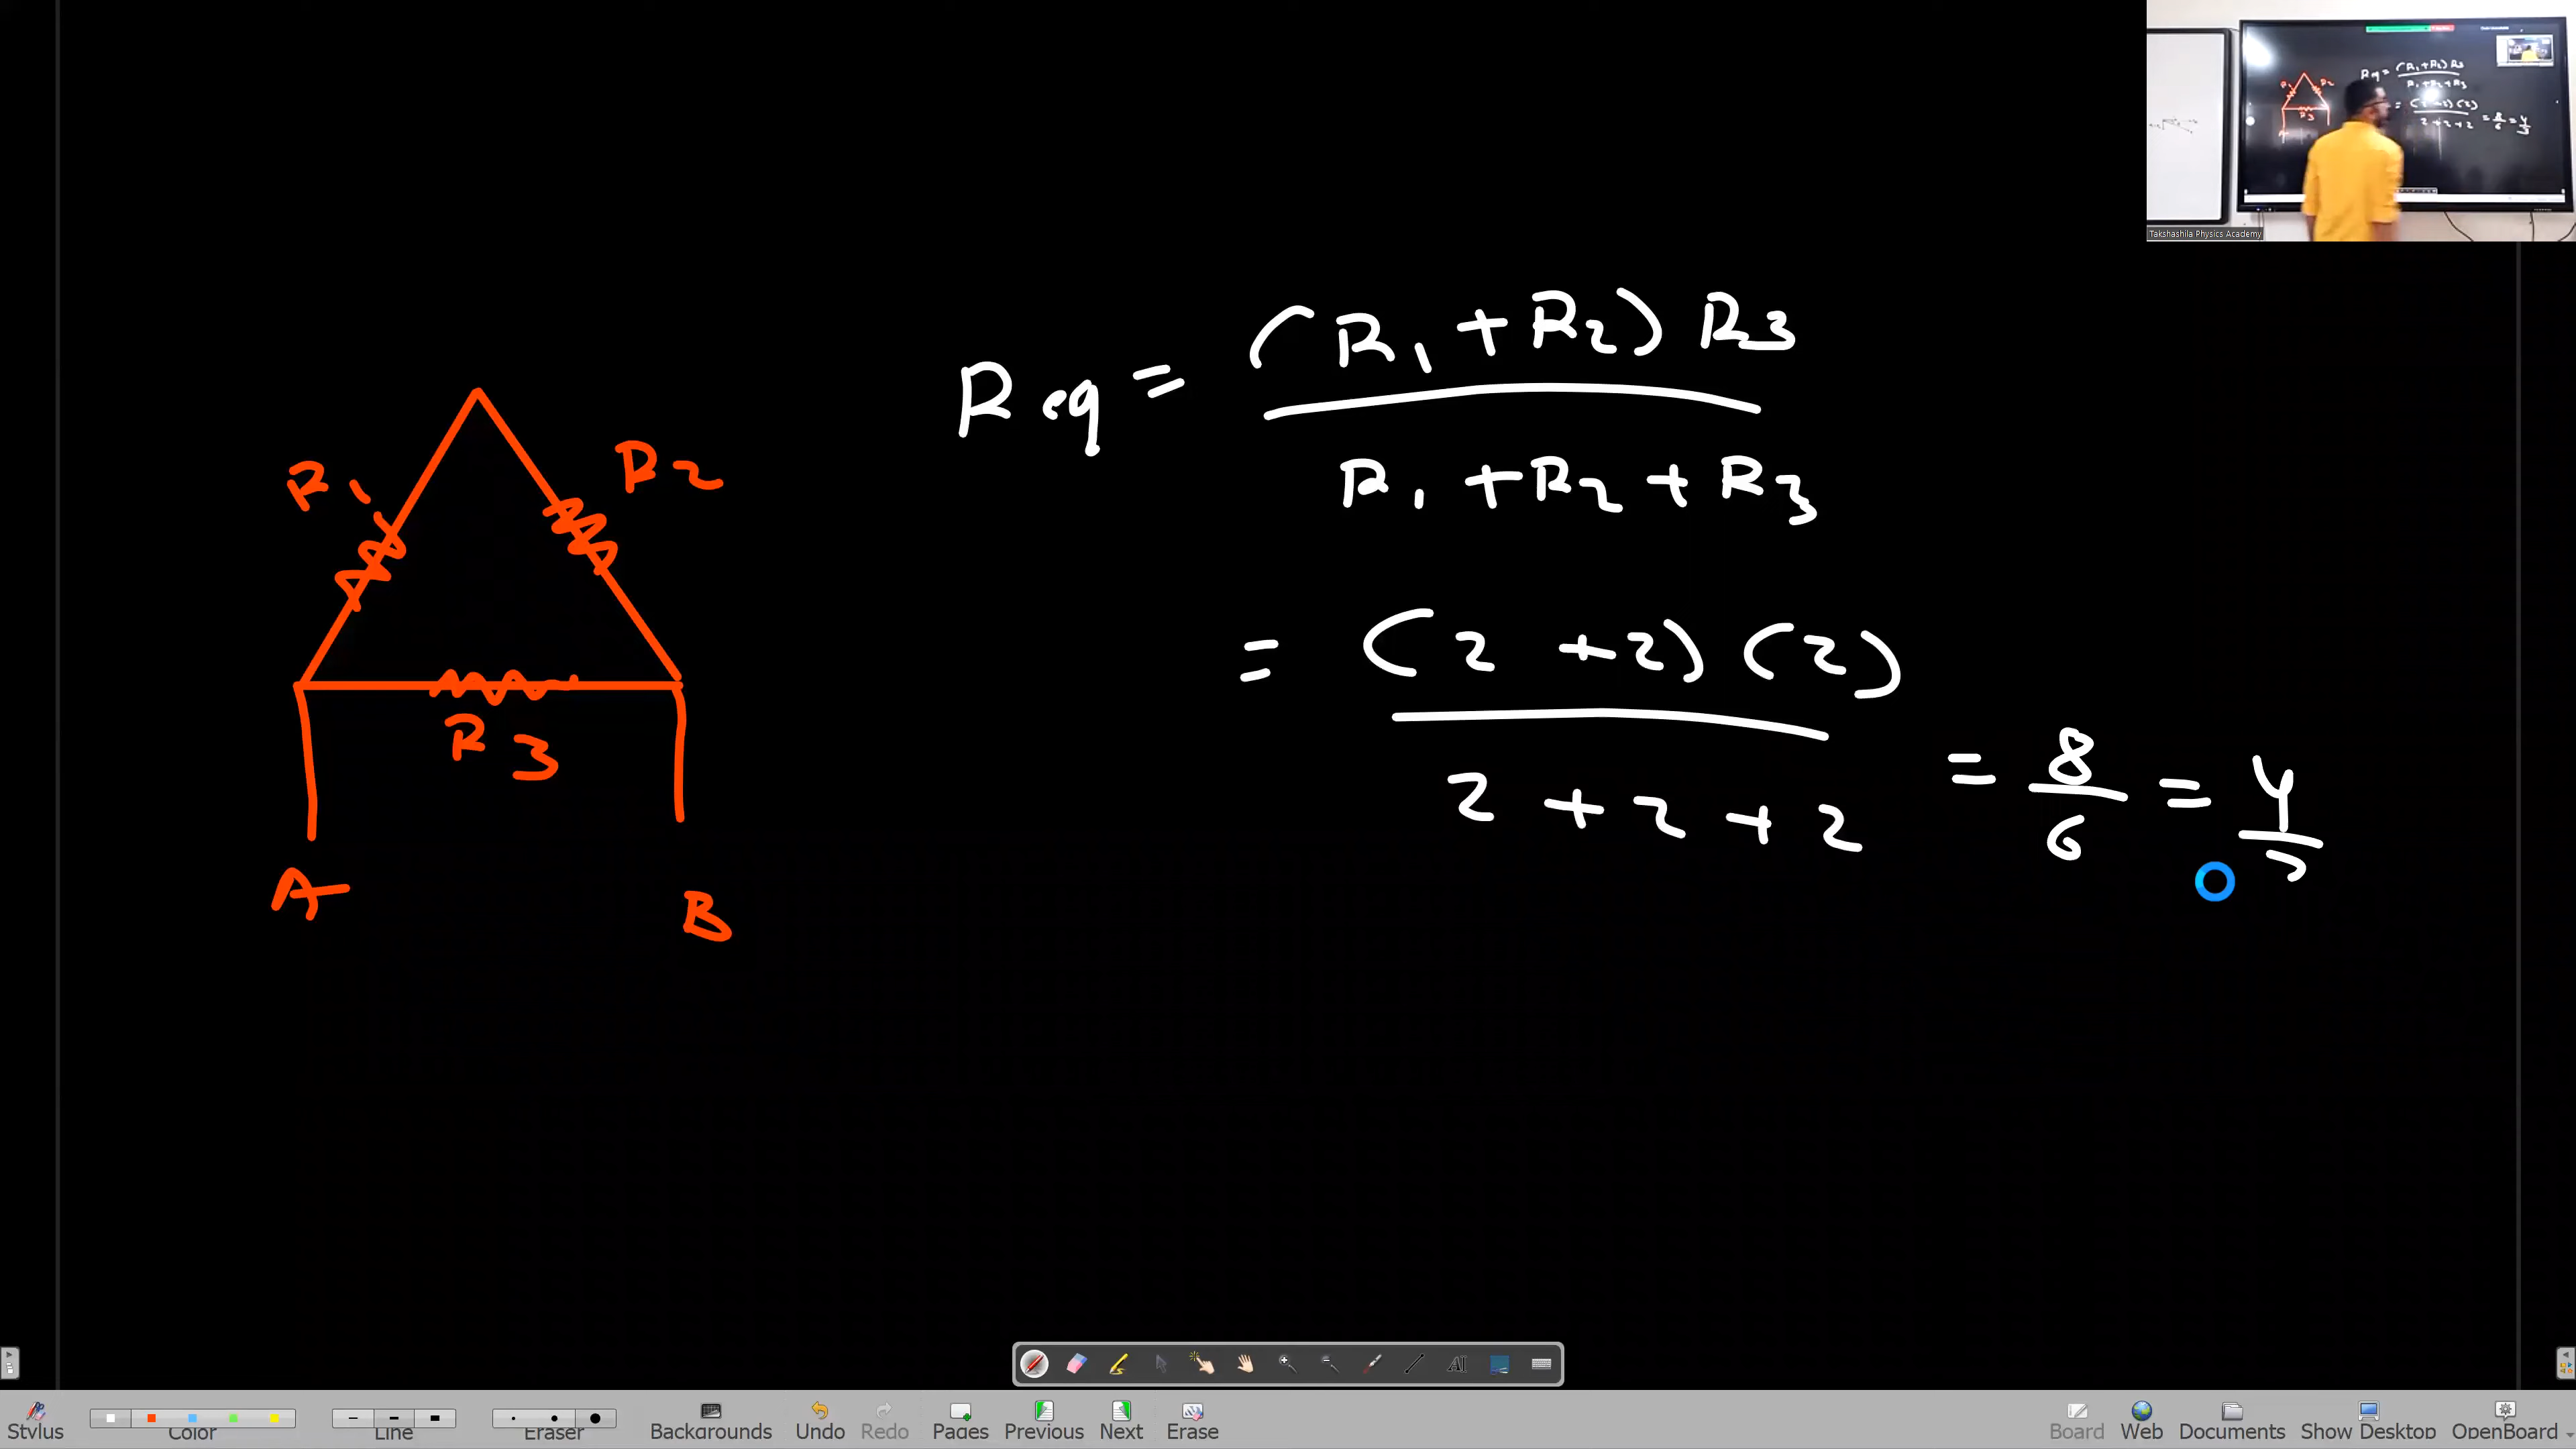 Takshashila Physics Academy
Req = (R1 + R2) R3
R1 + R2 + R3
R1
R2
R3
A
B
= (2 + 2) (2)
2 + 2 + 2
= 8/6 = 4/3
Stylus
Color
Line
Eraser
Backgrounds
Undo
Redo
Pages
Previous
Next
Erase
Board
Web
Documents
Show Desktop
OpenBoard